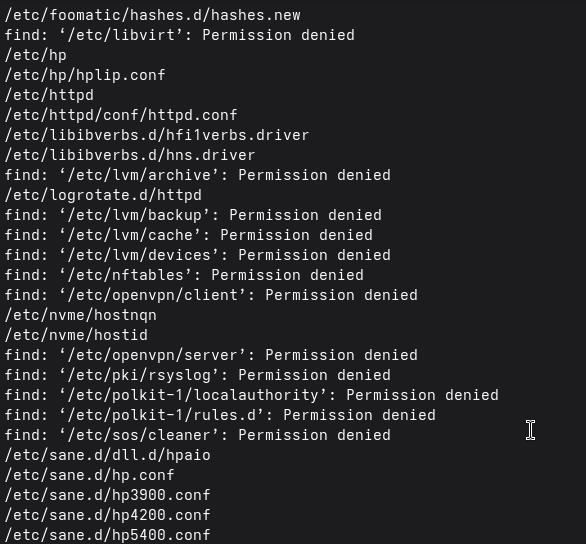 /etc/foomatic/hashes.d/hashes.new
find: ‘/etc/libvirt’: Permission denied
/etc/hp
/etc/hp/hplip.conf
/etc/httpd
/etc/httpd/conf/httpd.conf
/etc/libibverbs.d/hfi1verbs.driver
/etc/libibverbs.d/hns.driver
find: ‘/etc/lvm/archive’: Permission denied
/etc/logrotate.d/httpd
find: ‘/etc/lvm/backup’: Permission denied
find: ‘/etc/lvm/cache’: Permission denied
find: ‘/etc/lvm/devices’: Permission denied
find: ‘/etc/nftables’: Permission denied
find: ‘/etc/openvpn/client’: Permission denied
/etc/nvme/hostnqn
/etc/nvme/hostid
find: ‘/etc/openvpn/server’: Permission denied
find: ‘/etc/pki/rsyslog’: Permission denied
find: ‘/etc/polkit-1/localauthority’: Permission denied
find: ‘/etc/polkit-1/rules.d’: Permission denied
find: ‘/etc/sos/cleaner’: Permission denied
/etc/sane.d/dll.d/hpaio
/etc/sane.d/hp.conf
/etc/sane.d/hp3900.conf
/etc/sane.d/hp4200.conf
/etc/sane.d/hp5400.conf